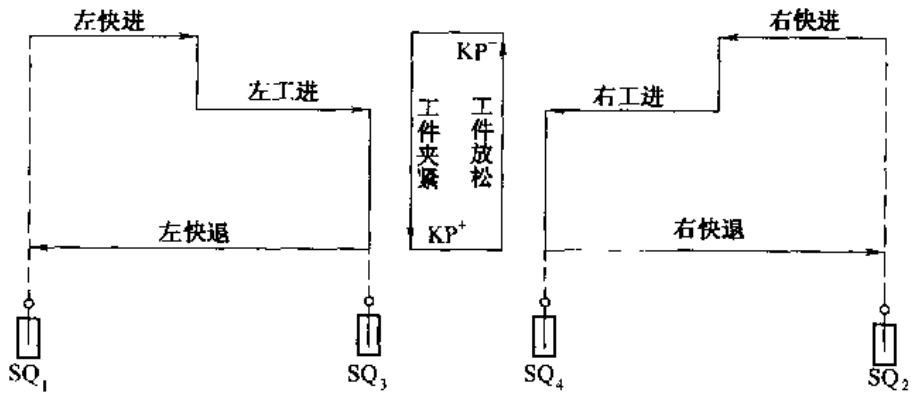 左快进
右快进
KP⁻
左工进
右工进
工件夹紧
工件放松
左快退
KP⁺
右快退
SQ₁
SQ₃
SQ₄
SQ₂